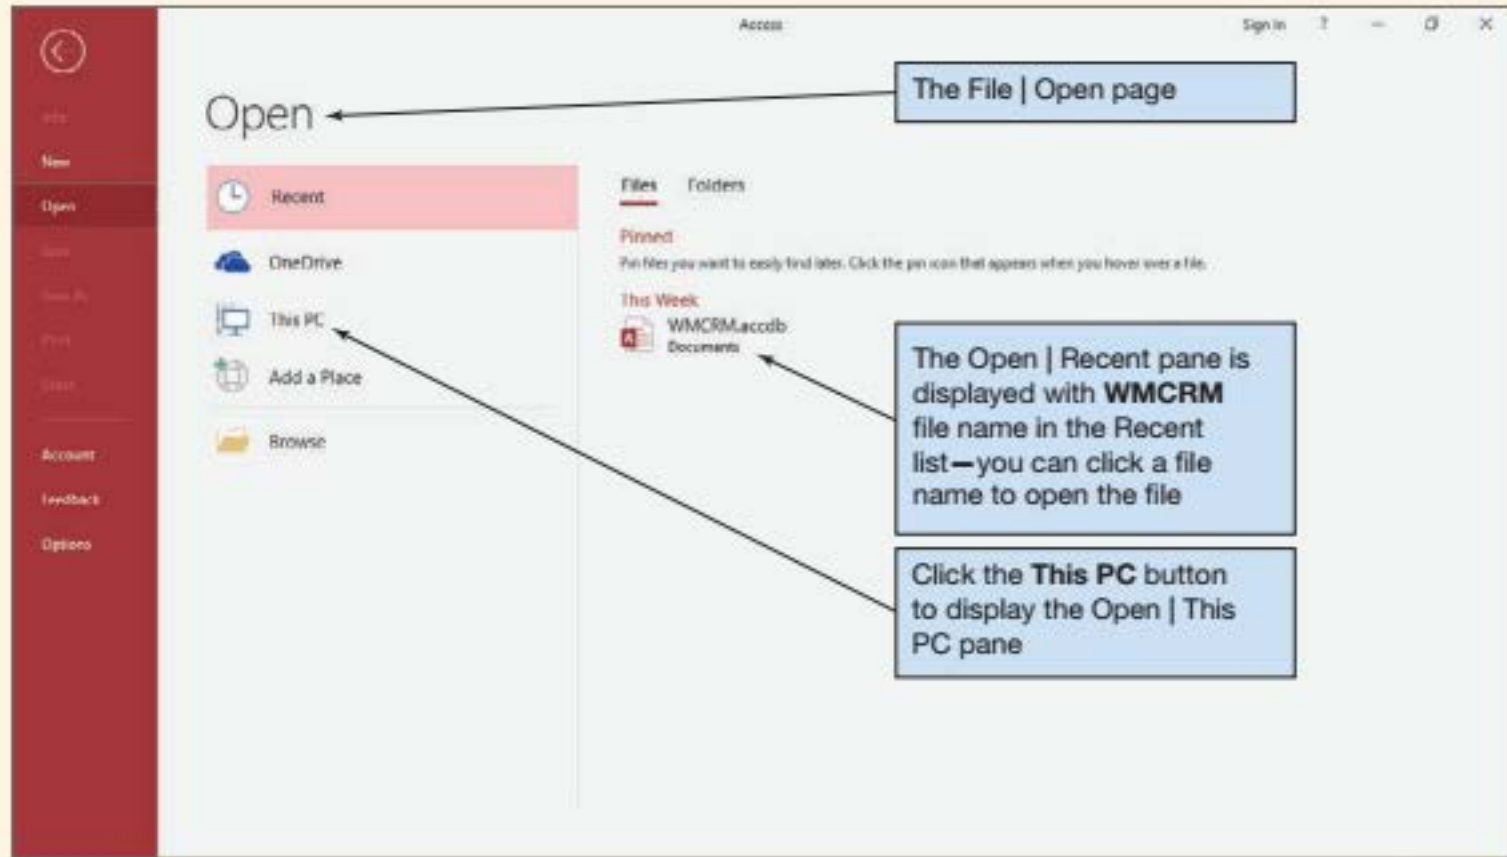 Access
Sign in ? — X
Open
The File | Open page
New
Open
Account
Feedback
Options
Recent
OneDrive
This PC
Add a Place
Browse
Files Folders
Pinned
Pin files you want to easily find later. Click the pin icon that appears when you hover over a file.
This Week
WMCRM.accdb
Documents
The Open | Recent pane is
displayed with WMCRM
file name in the Recent
list—you can click a file
name to open the file
Click the This PC button
to display the Open | This
PC pane